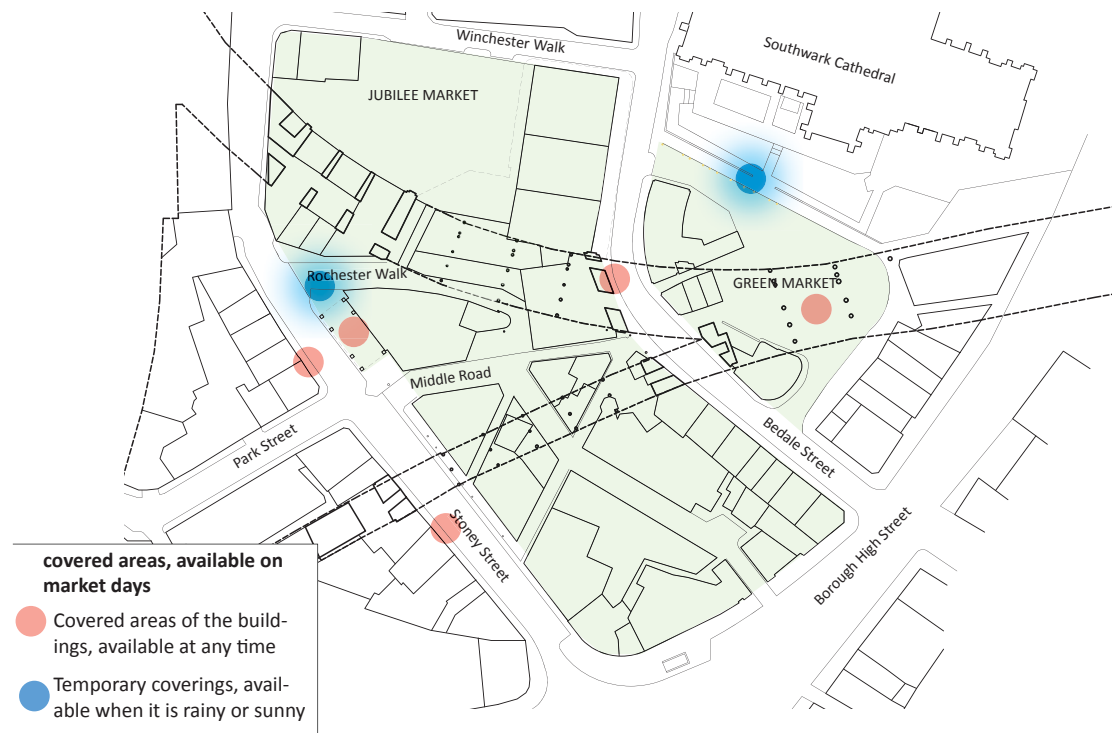 Winchester Walk
Southwark Cathedral
JUBILEE MARKET
Rochester Walk
GREEN MARKET
Middle Road
Park Street
Bedale Street
Stoney Street
Borough High Street
covered areas, available on
market days
Covered areas of the build-
ings, available at any time
Temporary coverings, avail-
able when it is rainy or sunny